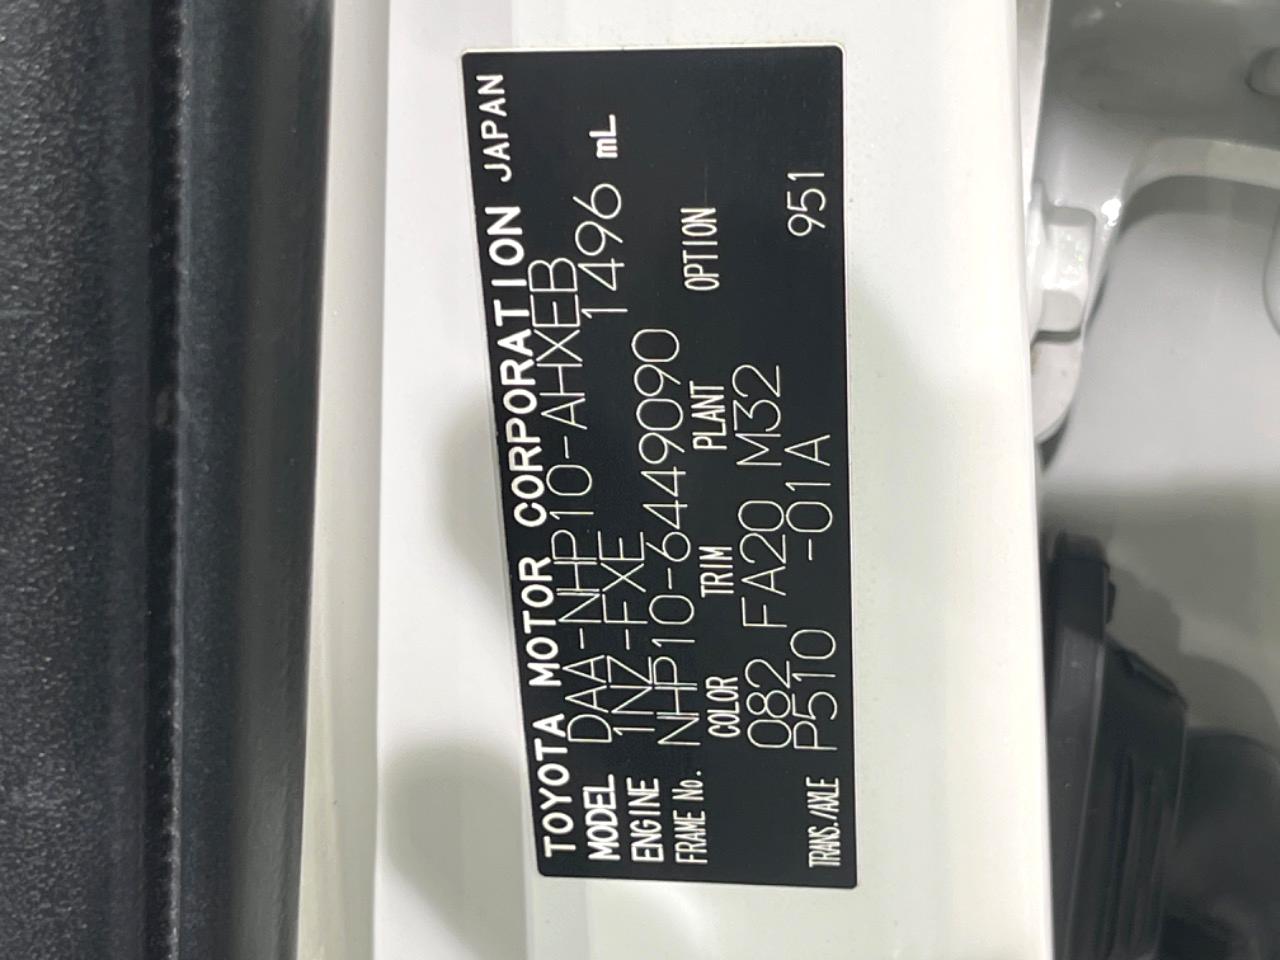 TOYOTA MOTOR CORPORATION JAPAN
MODEL DAA-NHP10-AHXEB
ENGINE 1NZ-FXE 1496 mL
FRAME No. NHP10-6449090
COLOR TRIM PLANT OPTION
082 FA20 M32
TRANS./AXLE P510 -01A 951